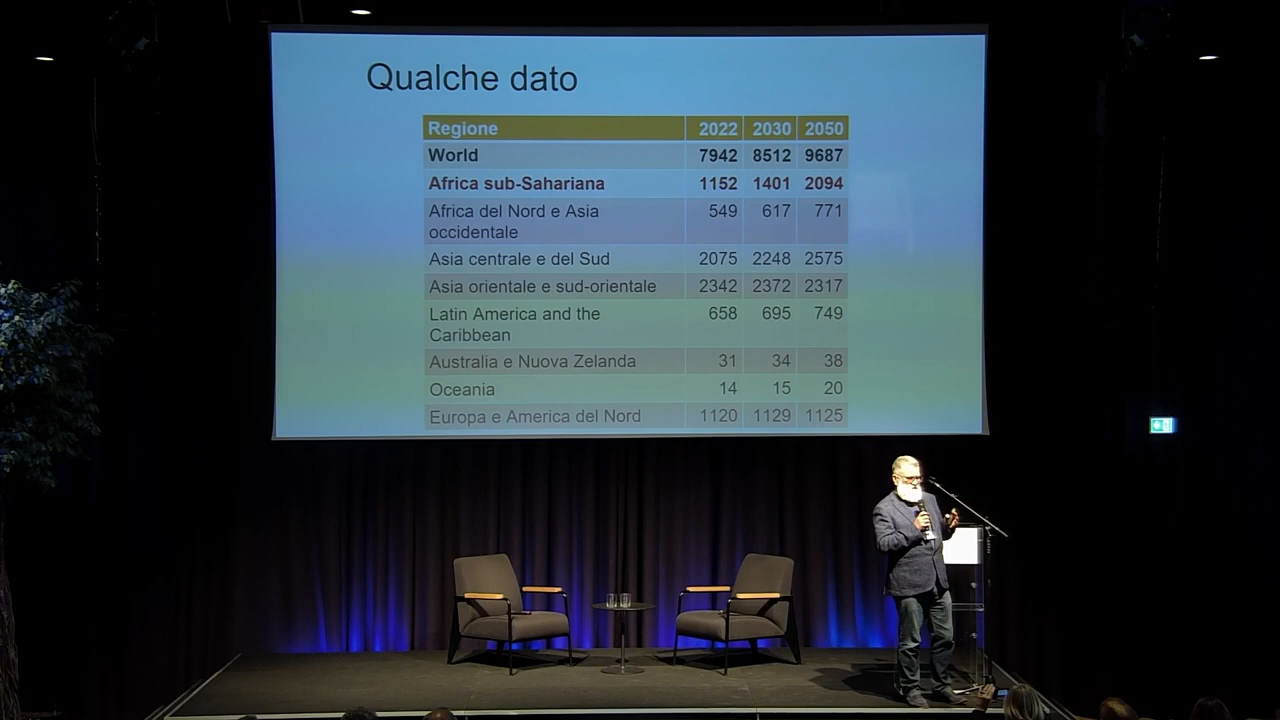 Qualche dato
Regione 2022 2030 2050
World 7942 8512 9687
Africa sub-Sahariana 1152 1401 2094
Africa del Nord e Asia 549 617 771
occidentale
Asia centrale e del Sud 2075 2248 2575
Asia orientale e sud-orientale 2342 2372 2317
Latin America and the 658 695 749
Caribbean
Australia e Nuova Zelanda 31 34 38
Oceania 14 15 20
Europa e America del Nord 1120 1129 1125